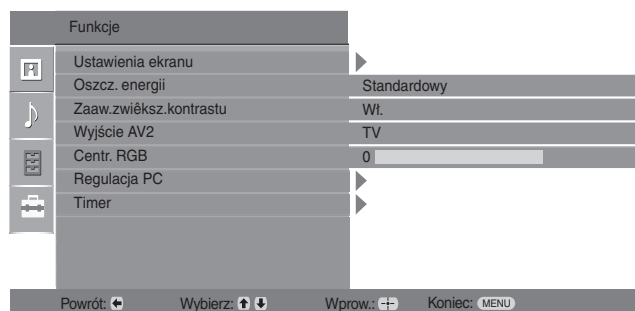 Funkcje
Ustawienia ekranu
Oszcz. energii Standardowy
Zaaw.zwiêksz.kontrastu Wł.
Wyjście AV2 TV
Centr. RGB 0
Regulacja PC
Timer
Powrót: Wybierz: Wprow.: Koniec: MENU